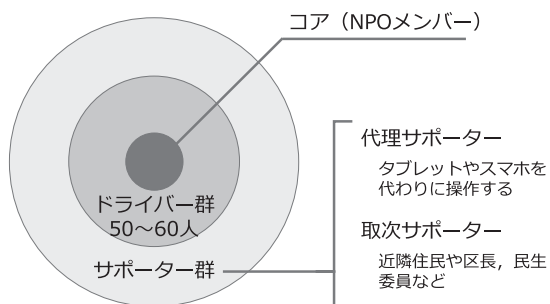 コア（NPOメンバー）
ドライバー群
50〜60人
サポーター群
代理サポーター
タブレットやスマホを
代わりに操作する
取次サポーター
近隣住民や区長，民生
委員など